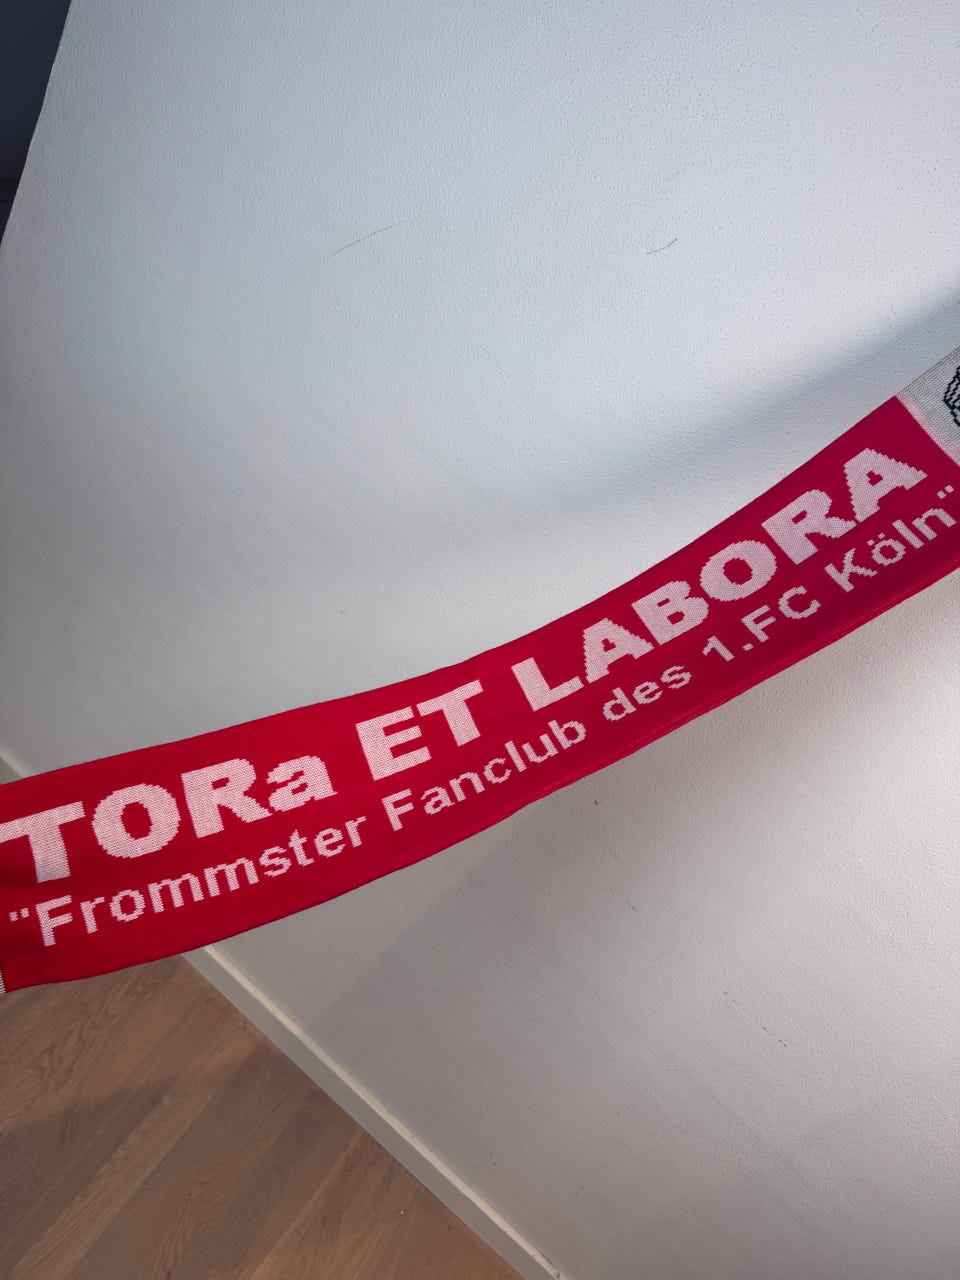 TORa ET LABORA
"Frommster Fanclub des 1.FC Köln"